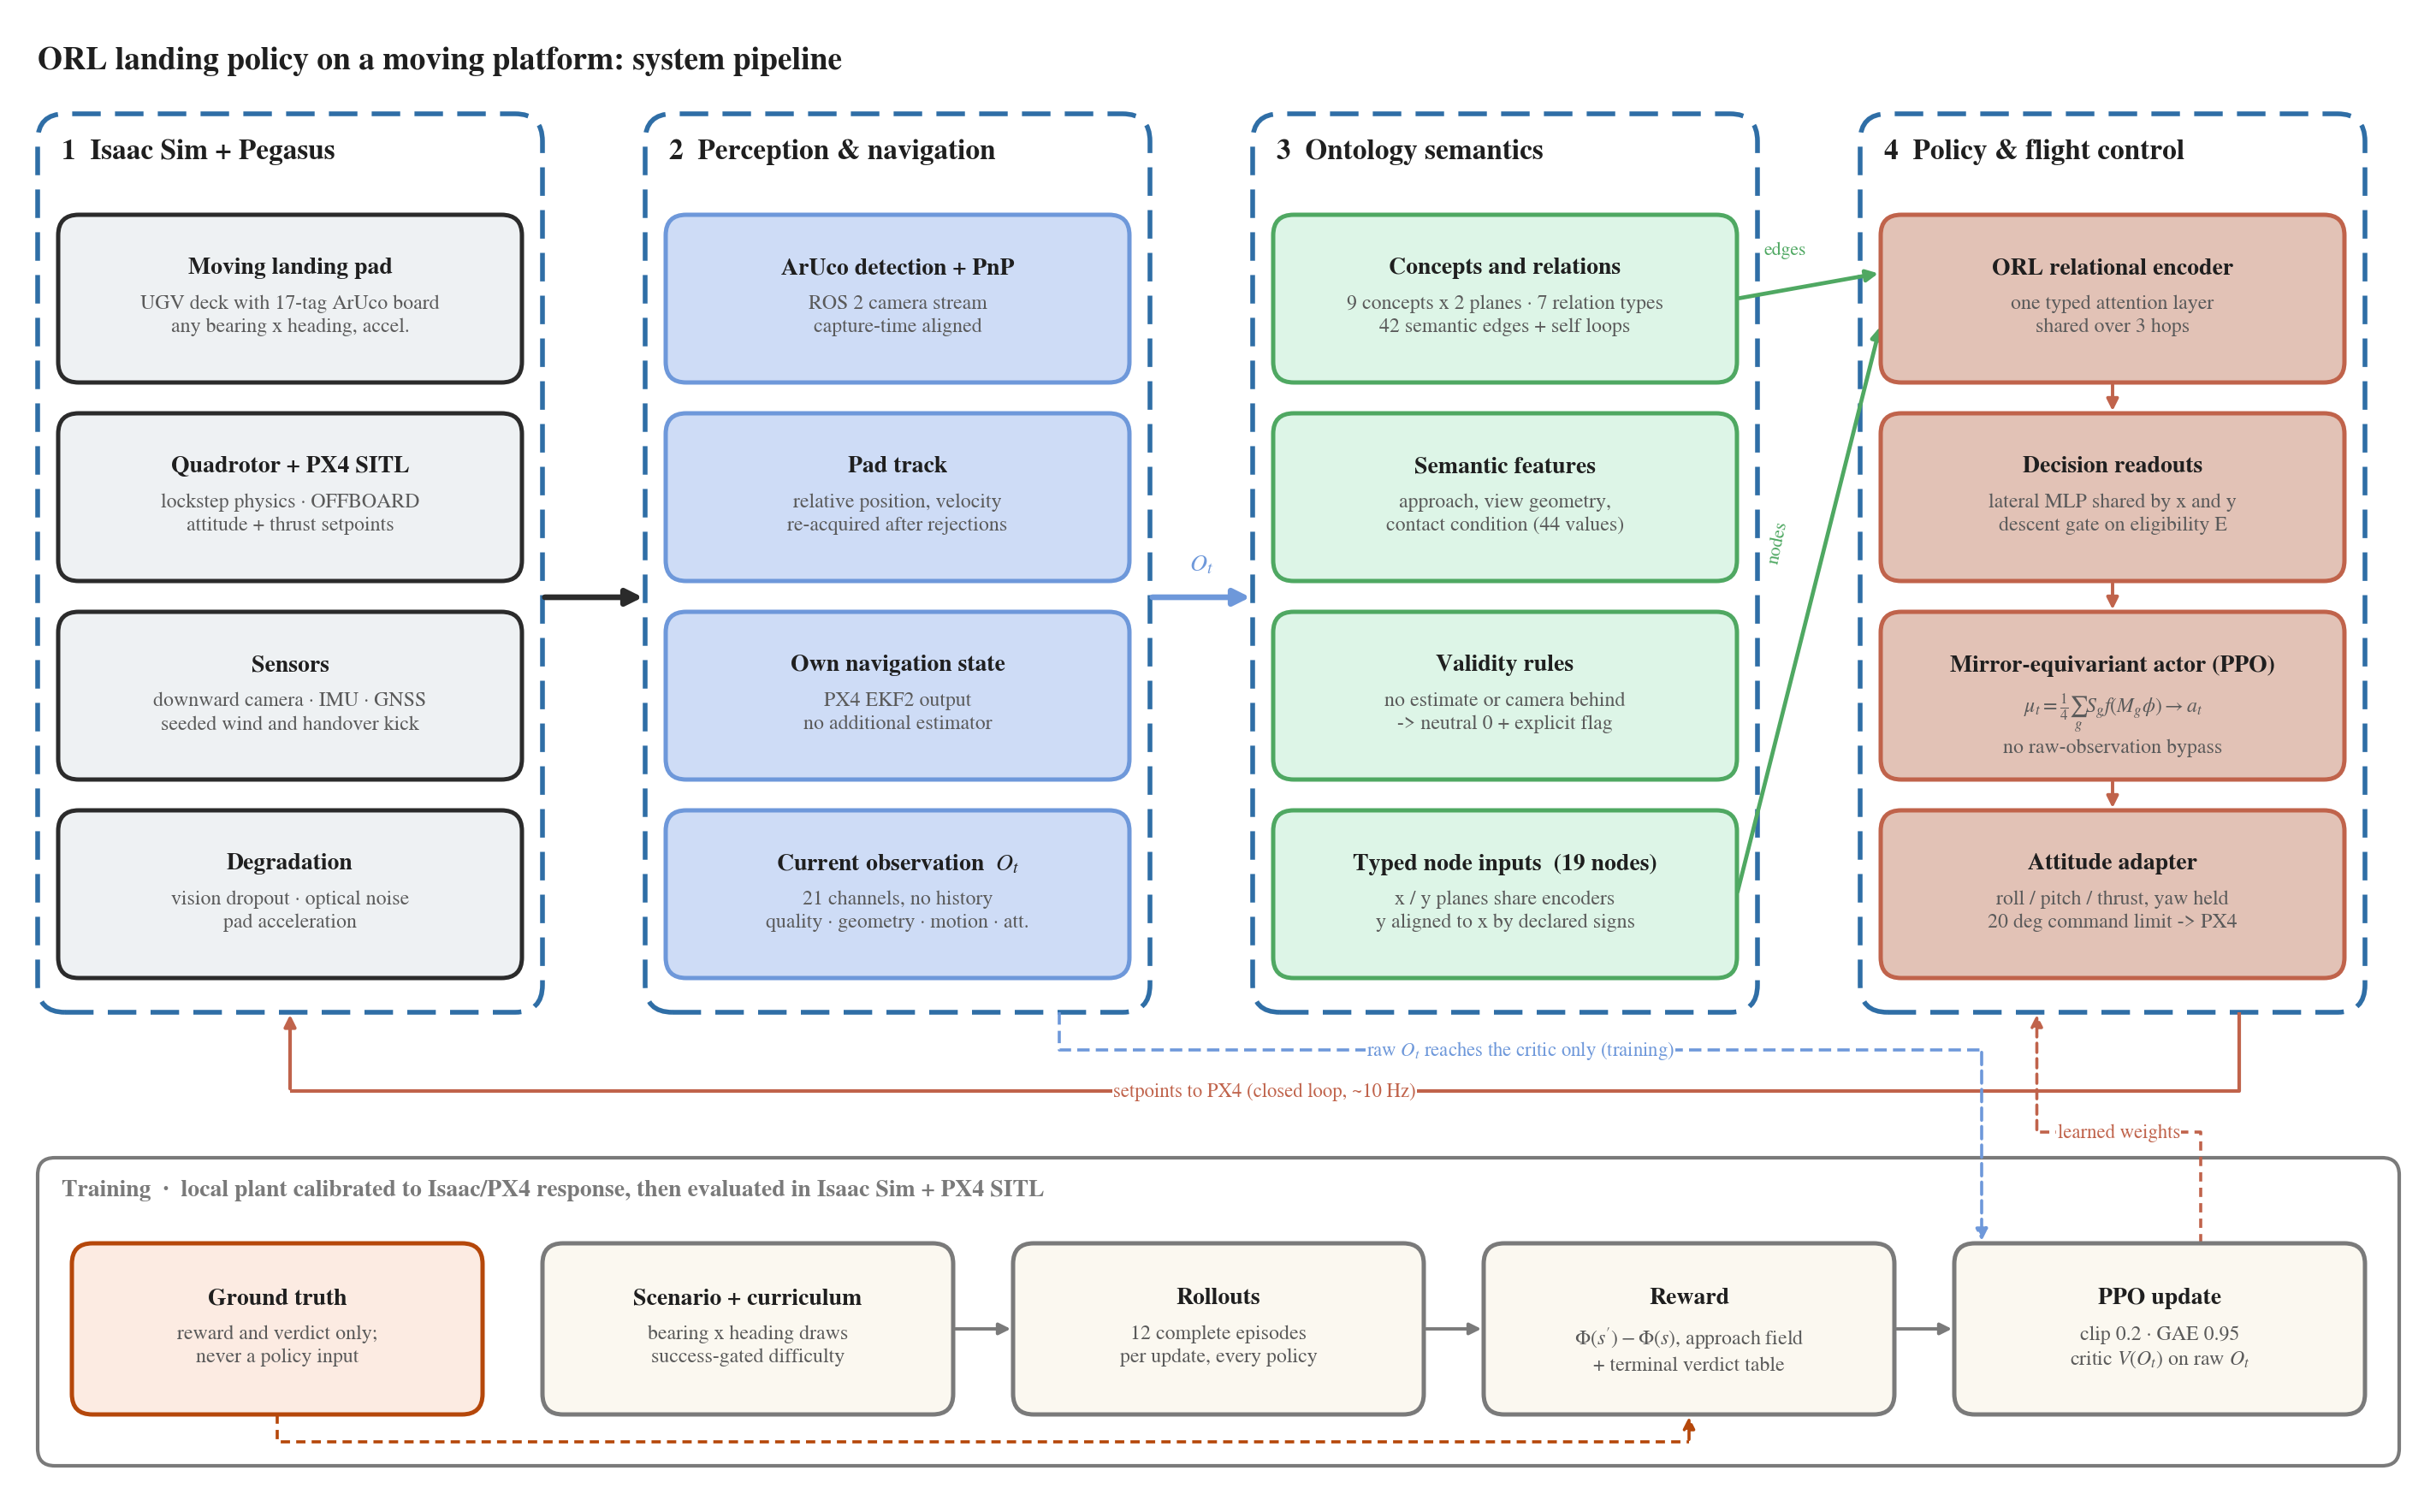 ORL landing policy on a moving platform: system pipeline
1 Isaac Sim + Pegasus
Moving landing pad
UGV deck with 17-tag ArUco board
any bearing x heading, accel.
Quadrotor + PX4 SITL
lockstep physics · OFFBOARD
attitude + thrust setpoints
Sensors
downward camera · IMU · GNSS
seeded wind and handover kick
Degradation
vision dropout · optical noise
pad acceleration
2 Perception & navigation
ArUco detection + PnP
ROS 2 camera stream
capture-time aligned
Pad track
relative position, velocity
re-acquired after rejections
Own navigation state
PX4 EKF2 output
no additional estimator
Current observation O_t
21 channels, no history
quality · geometry · motion · att.
O_t
3 Ontology semantics
Concepts and relations
9 concepts x 2 planes · 7 relation types
42 semantic edges + self loops
Semantic features
approach, view geometry,
contact condition (44 values)
Validity rules
no estimate or camera behind
-> neutral 0 + explicit flag
Typed node inputs (19 nodes)
x / y planes share encoders
y aligned to x by declared signs
edges
nodes
4 Policy & flight control
ORL relational encoder
one typed attention layer
shared over 3 hops
Decision readouts
lateral MLP shared by x and y
descent gate on eligibility E
Mirror-equivariant actor (PPO)
μ_t = 1/4 ∑_g S_g f(M_g ϕ) → a_t
no raw-observation bypass
Attitude adapter
roll / pitch / thrust, yaw held
20 deg command limit -> PX4
raw O_t reaches the critic only (training)
setpoints to PX4 (closed loop, ~10 Hz)
learned weights
Training · local plant calibrated to Isaac/PX4 response, then evaluated in Isaac Sim + PX4 SITL
Ground truth
reward and verdict only;
never a policy input
Scenario + curriculum
bearing x heading draws
success-gated difficulty
Rollouts
12 complete episodes
per update, every policy
Reward
Φ(s′) − Φ(s), approach field
+ terminal verdict table
PPO update
clip 0.2 · GAE 0.95
critic V(O_t) on raw O_t